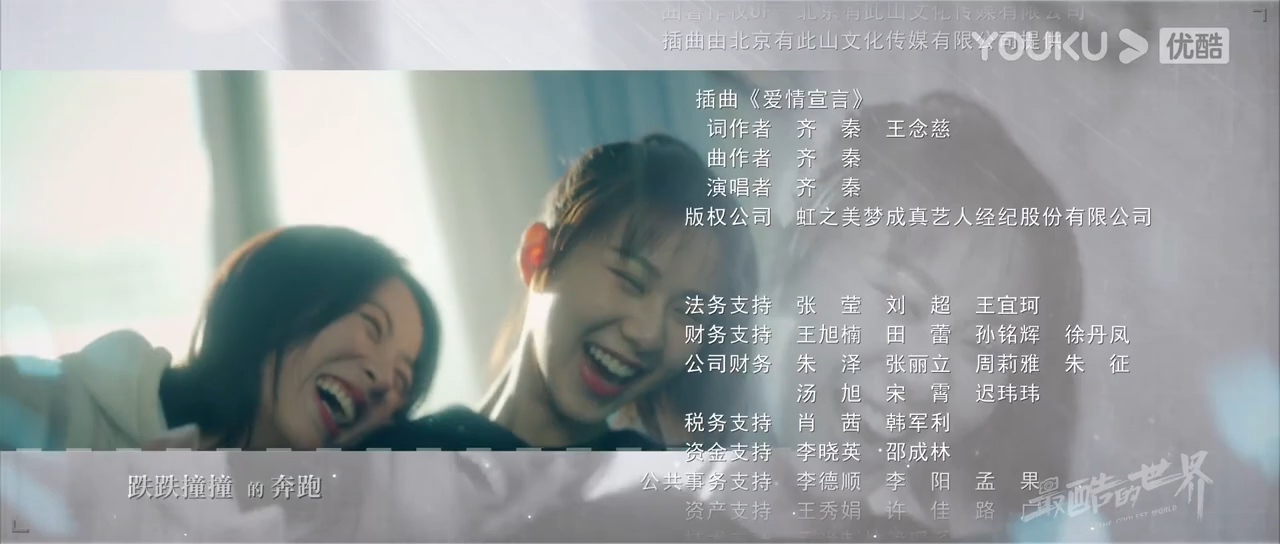 插曲由北京有此山文化传媒有限公司提供
YOUKU 优酷
插曲《爱情宣言》
词作者 齐 秦 王念慈
曲作者 齐 秦
演唱者 齐 秦
版权公司 虹之美梦成真艺人经纪股份有限公司
法务支持 张 莹 刘 超 王宜珂
财务支持 王旭楠 田 蕾 孙铭辉 徐丹凤
公司财务 朱 泽 张丽立 周莉雅 朱 征
汤 旭 宋 霄 迟玮玮
税务支持 肖 茜 韩军利
资金支持 李晓英 邵成林
公共事务支持 李德顺 李 阳 孟 果
跌跌撞撞 的 奔跑
最酷的世界
THE COOLEST WORLD
资产支持 王秀娟 许 佳 路